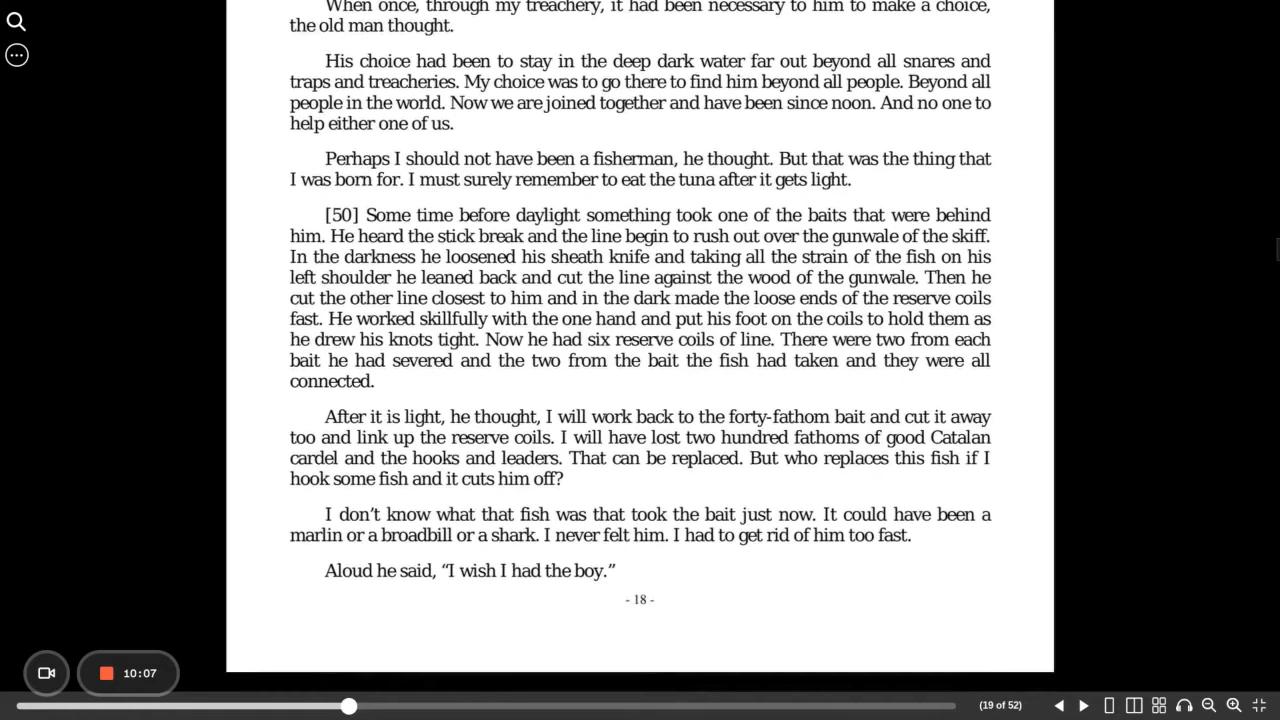 When once, through my treachery, it had been necessary to him to make a choice,
the old man thought.
His choice had been to stay in the deep dark water far out beyond all snares and
traps and treacheries. My choice was to go there to find him beyond all people. Beyond all
people in the world. Now we are joined together and have been since noon. And no one to
help either one of us.
Perhaps I should not have been a fisherman, he thought. But that was the thing that
I was born for. I must surely remember to eat the tuna after it gets light.
[50] Some time before daylight something took one of the baits that were behind
him. He heard the stick break and the line begin to rush out over the gunwale of the skiff.
In the darkness he loosened his sheath knife and taking all the strain of the fish on his
left shoulder he leaned back and cut the line against the wood of the gunwale. Then he
cut the other line closest to him and in the dark made the loose ends of the reserve coils
fast. He worked skillfully with the one hand and put his foot on the coils to hold them as
he drew his knots tight. Now he had six reserve coils of line. There were two from each
bait he had severed and the two from the bait the fish had taken and they were all
connected.
After it is light, he thought, I will work back to the forty-fathom bait and cut it away
too and link up the reserve coils. I will have lost two hundred fathoms of good Catalan
cardel and the hooks and leaders. That can be replaced. But who replaces this fish if I
hook some fish and it cuts him off?
I don’t know what that fish was that took the bait just now. It could have been a
marlin or a broadbill or a shark. I never felt him. I had to get rid of him too fast.
Aloud he said, “I wish I had the boy.”
- 18 -
10:07
(19 of 52)